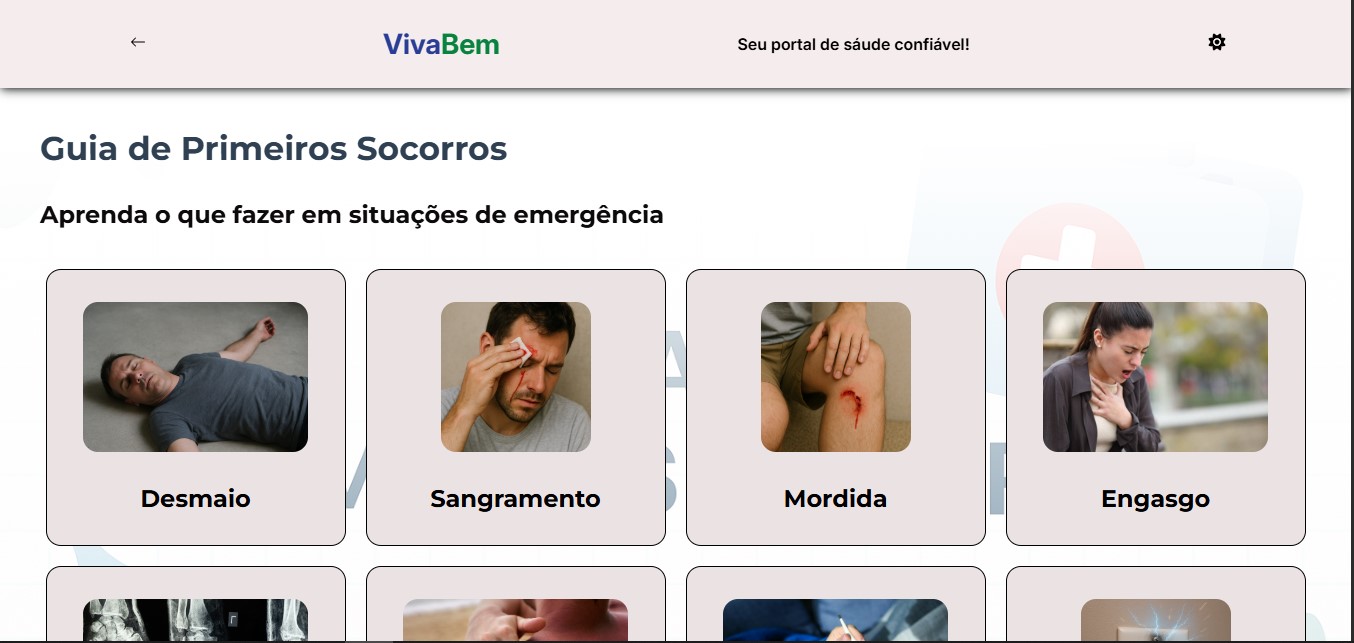 VivaBem
Seu portal de sáude confiável!
Guia de Primeiros Socorros
Aprenda o que fazer em situações de emergência
Desmaio
Sangramento
Mordida
Engasgo